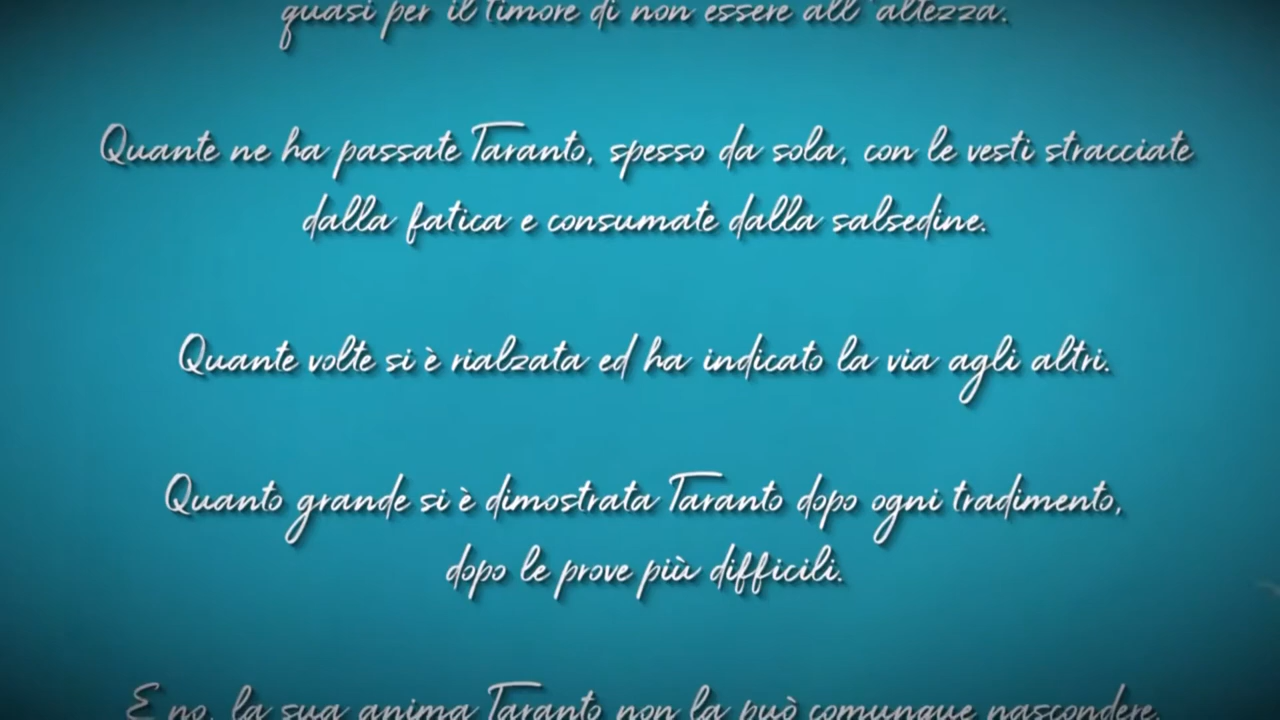 quasi per il timore di non essere all'altezza.
Quante ne ha passate Taranto, spesso da sola, con le vesti stracciate
dalla fatica e consumate dalla salsedine.
Quante volte si è rialzata ed ha indicato la via agli altri.
Quanto grande si è dimostrata Taranto dopo ogni tradimento,
dopo le prove più difficili.
E no, la sua anima Taranto non la può comunque nascondere